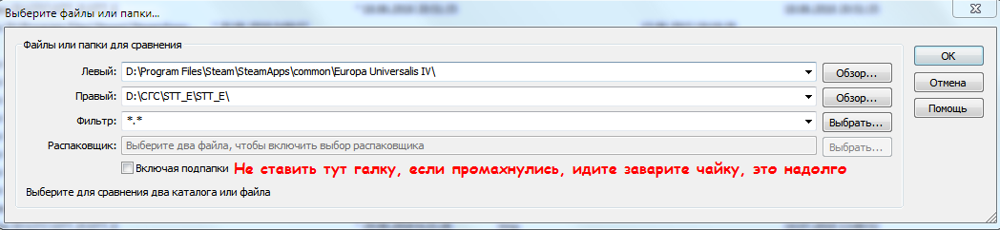 Выберите файлы или папки...
Файлы или папки для сравнения
Левый: D:\Program Files\Steam\SteamApps\common\Europa Universalis IV\ Обзор... OK
Правый: D:\СГС\STT_E\STT_E\ Обзор... Отмена
Фильтр: *.* Выбрать... Помощь
Распаковщик: Выберите два файла, чтобы включить выбор распаковщика Выбрать...
Включая подпапки Не ставить тут галку, если промахнулись, идите заварите чайку, это надолго
Выберите для сравнения два каталога или файла